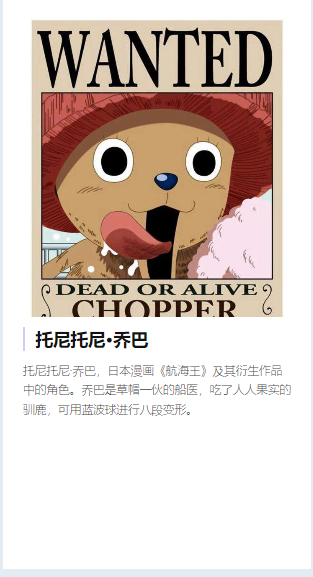 WANTED
DEAD OR ALIVE
CHOPPER
托尼托尼•乔巴
托尼托尼·乔巴，日本漫画《航海王》及其衍生作品
中的角色。乔巴是草帽一伙的船医，吃了人人果实的
驯鹿，可用蓝波球进行八段变形。